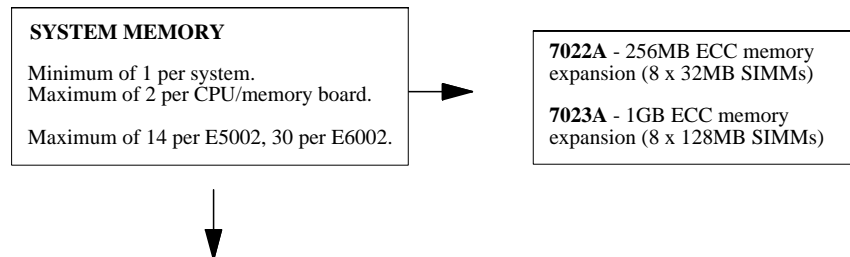 SYSTEM MEMORY
Minimum of 1 per system.
Maximum of 2 per CPU/memory board.
Maximum of 14 per E5002, 30 per E6002.
7022A - 256MB ECC memory
expansion (8 x 32MB SIMMs)
7023A - 1GB ECC memory
expansion (8 x 128MB SIMMs)